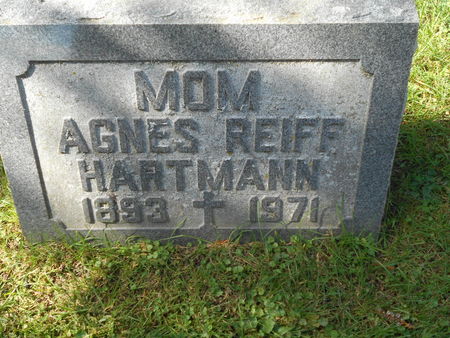 MOM
AGNES REIFF
HARTMANN
1893 ✝ 1971